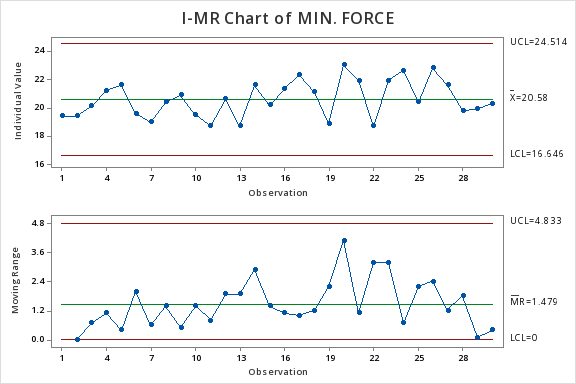 I-MR Chart of MIN. FORCE
UCL=24.514
24
22
X̄=20.58
20
18
LCL=16.646
16
Individual Value
1 4 7 10 13 16 19 22 25 28
Observation
UCL=4.833
4.8
3.6
2.4
M̄R̄=1.479
1.2
0.0
LCL=0
Moving Range
1 4 7 10 13 16 19 22 25 28
Observation